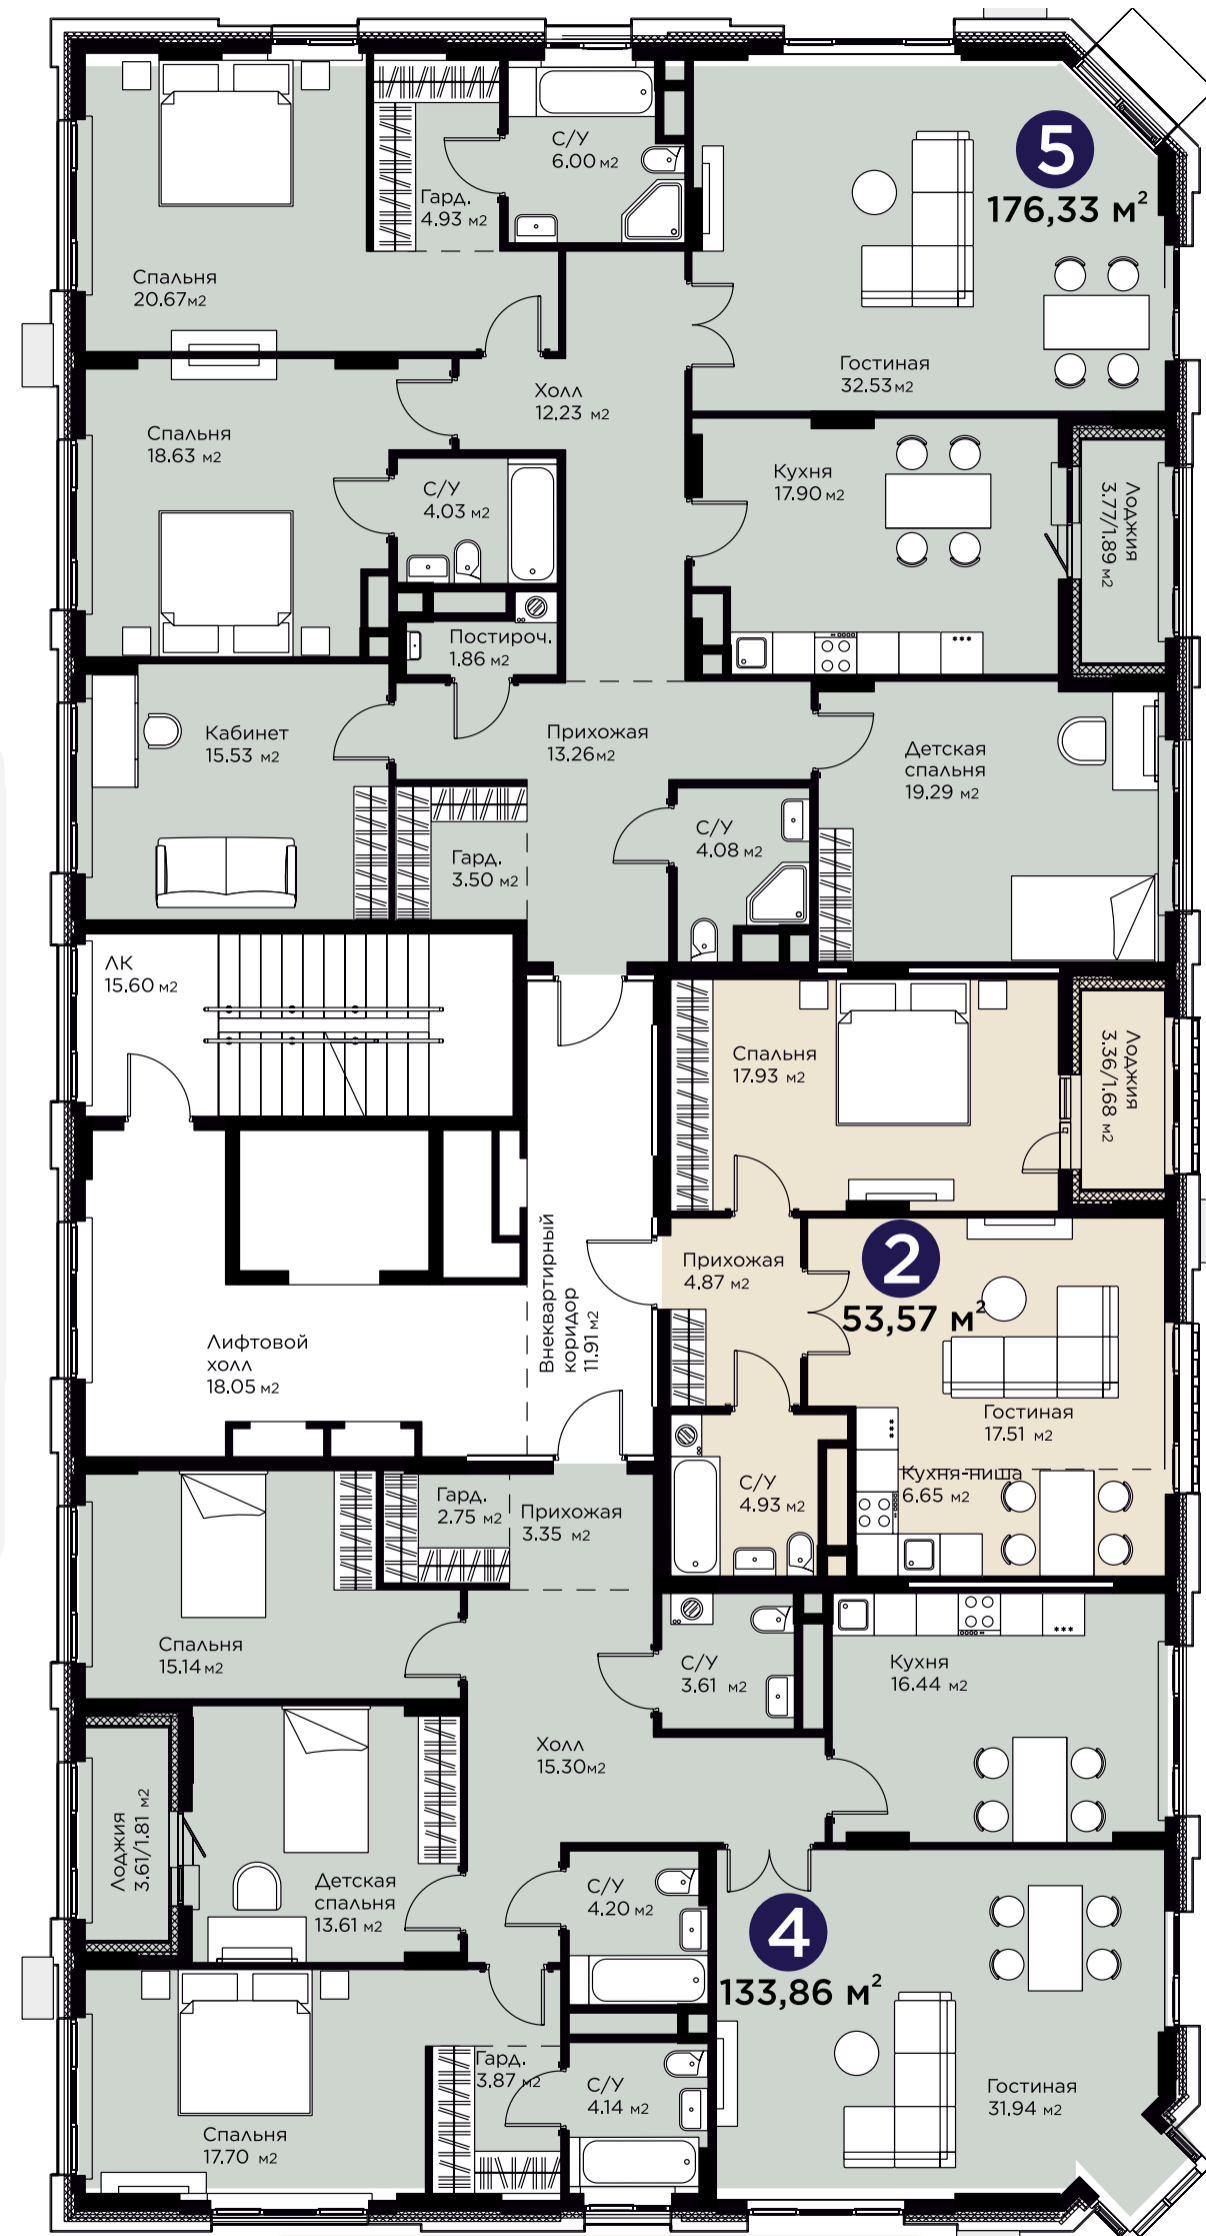 С/У
6.00 м2
5
176,33 м²
Гард.
4.93 м2
Спальня
20.67м2
Гостиная
32.53м2
Холл
12.23 м2
Спальня
18.63 м2
Кухня
17.90м2
С/У
4.03 м2
Лоджия
3.77/1.89 м2
Постироч.
1.86 м2
Кабинет
15.53 м2
Прихожая
13.26м2
Детская
спальня
19.29 м2
С/У
4.08 м2
Гард.
3.50 м2
ЛК
15.60 м2
Спальня
17.93 м2
Лоджия
3.36/1.68 м2
Прихожая
4.87 м2
2
53,57 м²
Внеквартирный
коридор
11.91 м2
Лифтовой
холл
18.05 м2
Гостиная
17.51 м2
Кухня-ниша
6.65 м2
С/У
4.93 м2
Гард.
2.75 м2
Прихожая
3.35 м2
Спальня
15.14м2
С/У
3.61 м2
Кухня
16.44 м2
Холл
15.30м2
Лоджия
3.61/1.81 м2
Детская
спальня
13.61 м2
С/У
4.20 м2
4
133,86 м²
Гард.
3.87 м2
С/У
4.14 м2
Гостиная
31.94 м2
Спальня
17.70 м2